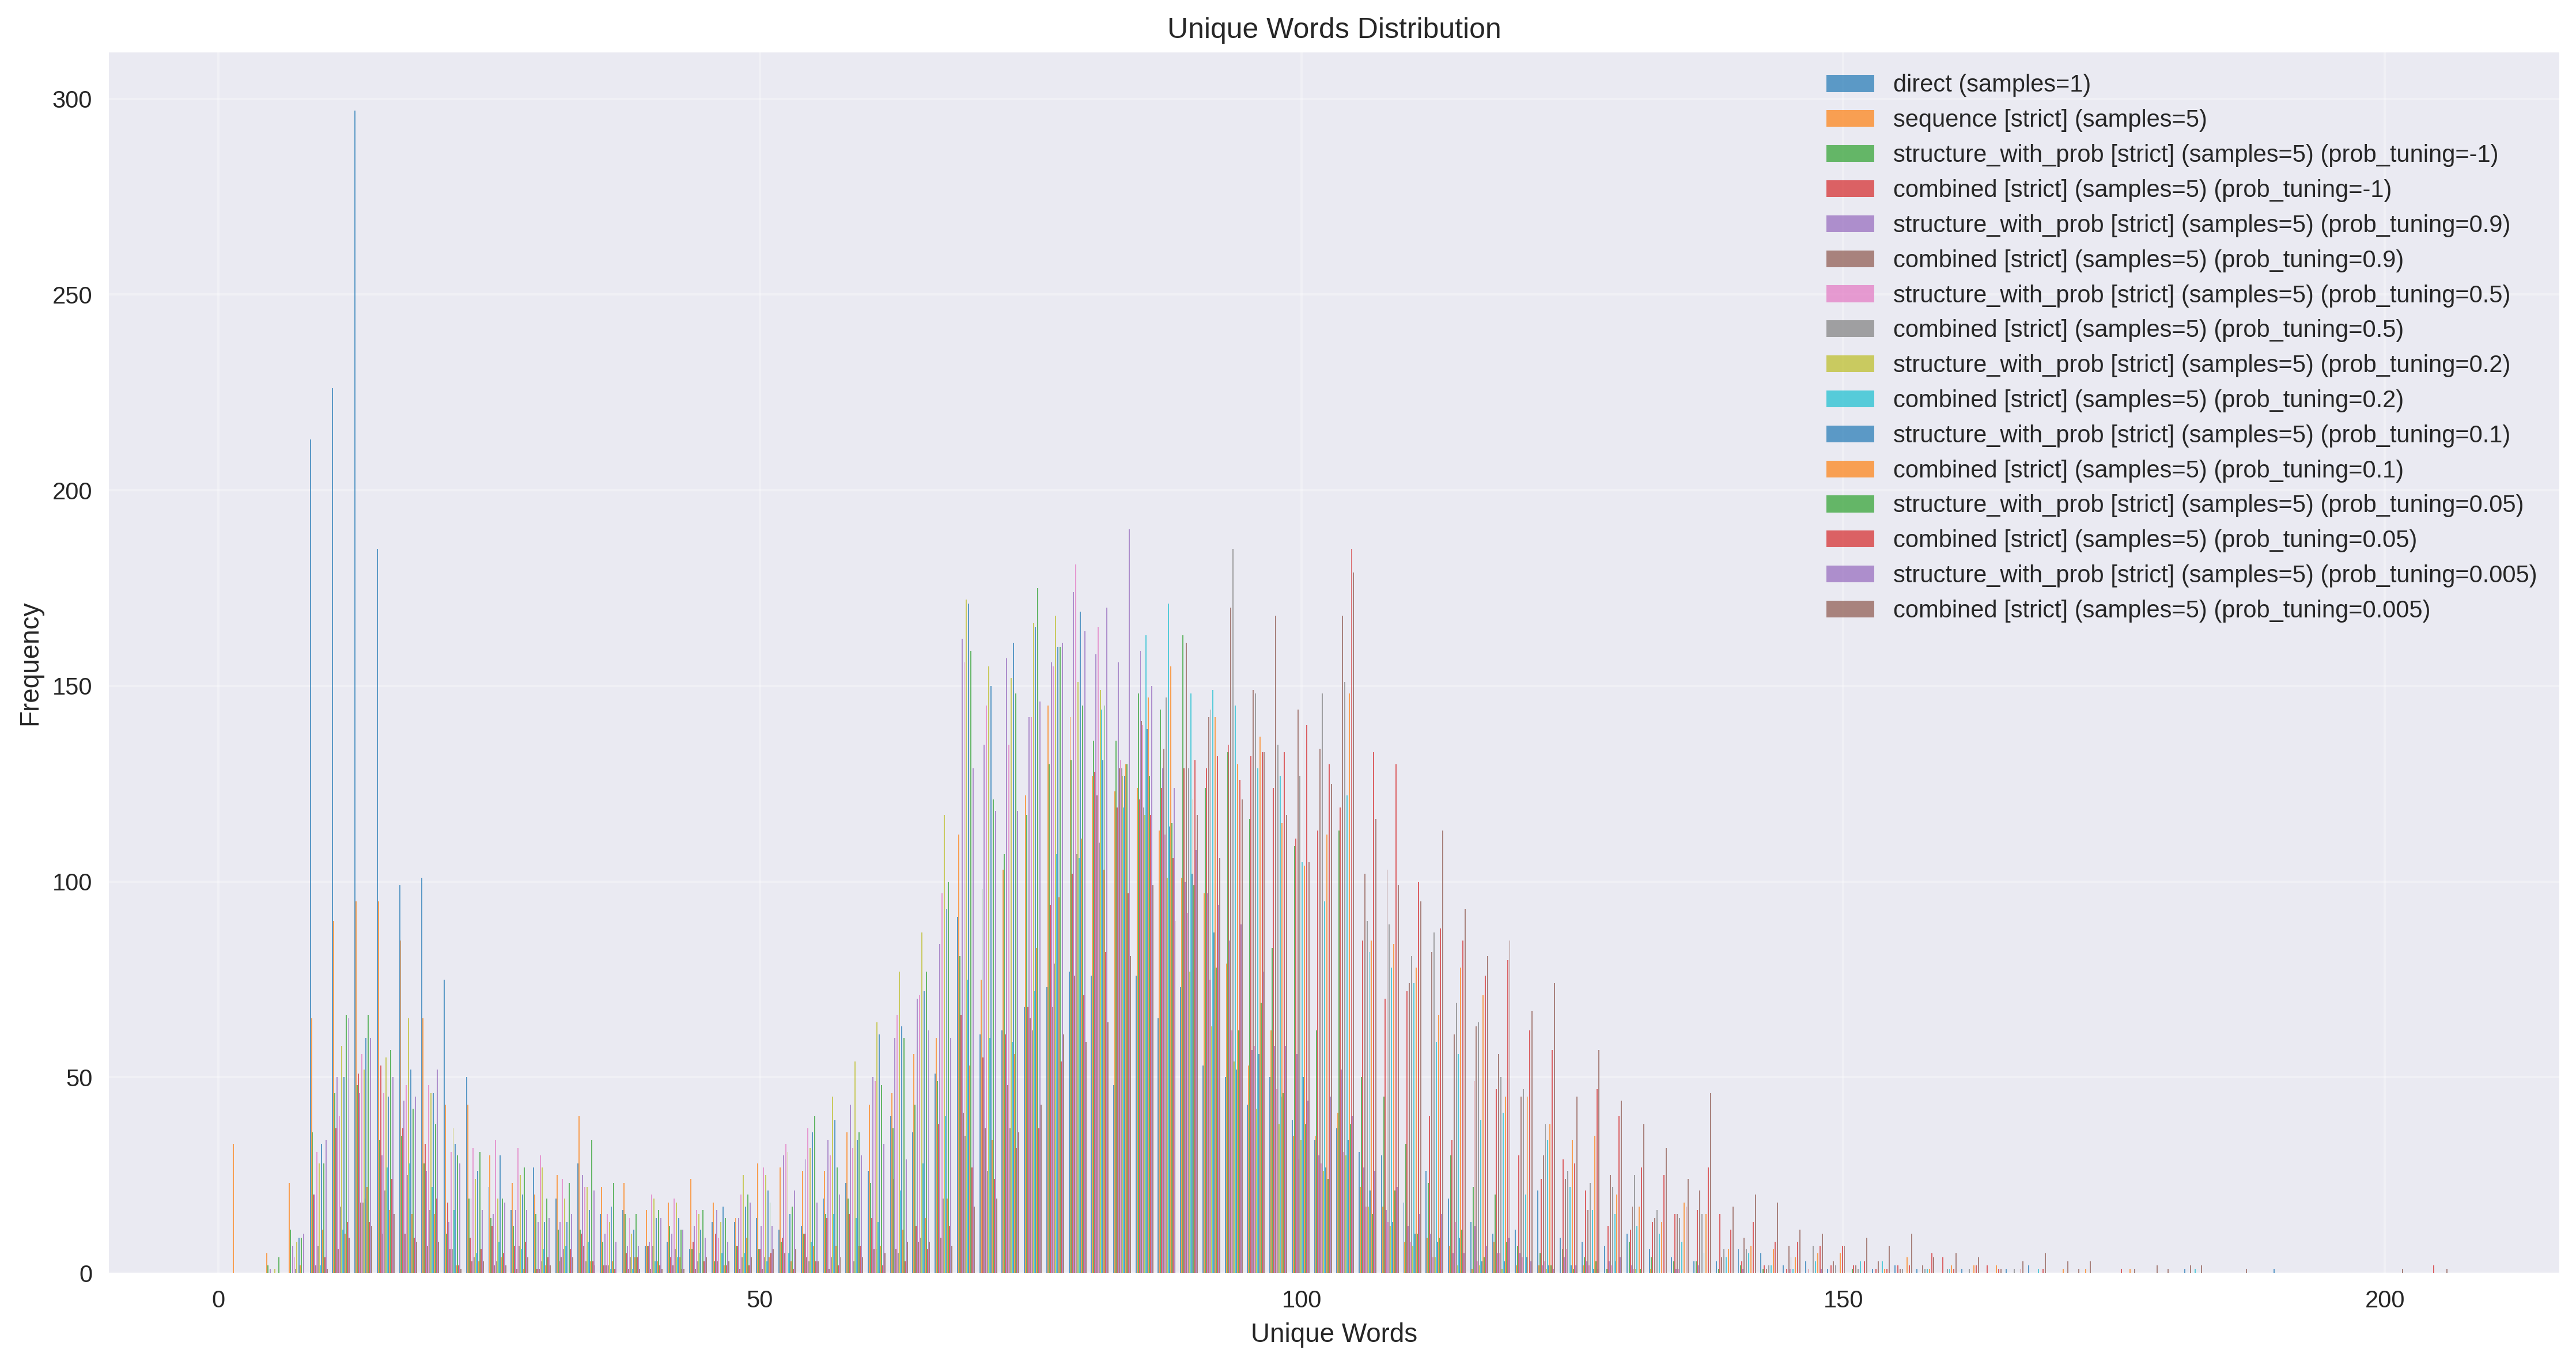 Unique Words Distribution
300
250
200
150
100
50
0
Frequency
0 50 100 150 200
Unique Words
direct (samples=1)
sequence [strict] (samples=5)
structure_with_prob [strict] (samples=5) (prob_tuning=-1)
combined [strict] (samples=5) (prob_tuning=-1)
structure_with_prob [strict] (samples=5) (prob_tuning=0.9)
combined [strict] (samples=5) (prob_tuning=0.9)
structure_with_prob [strict] (samples=5) (prob_tuning=0.5)
combined [strict] (samples=5) (prob_tuning=0.5)
structure_with_prob [strict] (samples=5) (prob_tuning=0.2)
combined [strict] (samples=5) (prob_tuning=0.2)
structure_with_prob [strict] (samples=5) (prob_tuning=0.1)
combined [strict] (samples=5) (prob_tuning=0.1)
structure_with_prob [strict] (samples=5) (prob_tuning=0.05)
combined [strict] (samples=5) (prob_tuning=0.05)
structure_with_prob [strict] (samples=5) (prob_tuning=0.005)
combined [strict] (samples=5) (prob_tuning=0.005)